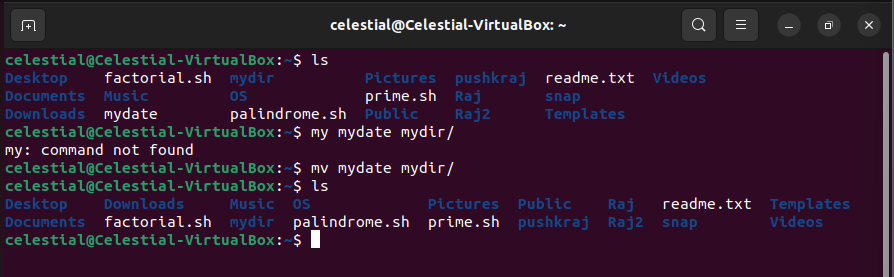 celestial@Celestial-VirtualBox: ~
celestial@Celestial-VirtualBox:~$ ls
Desktop factorial.sh mydir Pictures pushkraj readme.txt Videos
Documents Music OS prime.sh Raj snap
Downloads mydate palindrome.sh Public Raj2 Templates
celestial@Celestial-VirtualBox:~$ my mydate mydir/
my: command not found
celestial@Celestial-VirtualBox:~$ mv mydate mydir/
celestial@Celestial-VirtualBox:~$ ls
Desktop Downloads Music OS Pictures Public Raj readme.txt Templates
Documents factorial.sh mydir palindrome.sh prime.sh pushkraj Raj2 snap Videos
celestial@Celestial-VirtualBox:~$